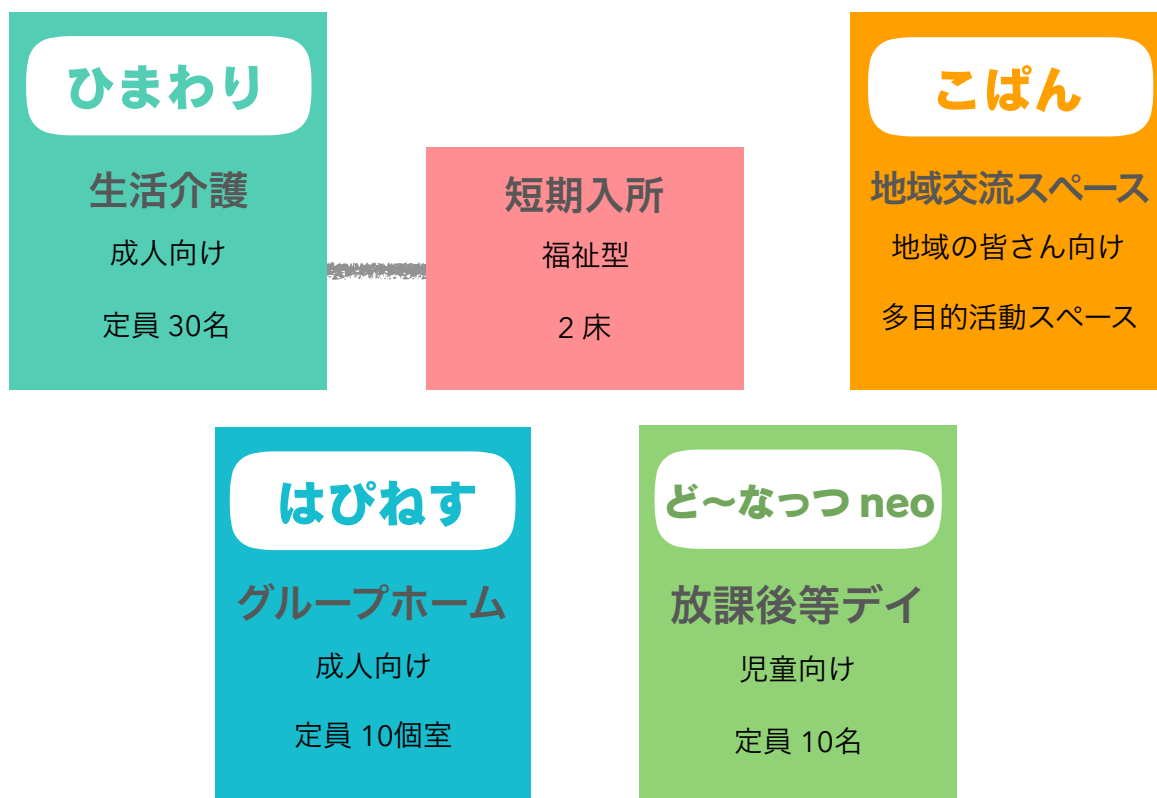 ひまわり
生活介護
成人向け
定員 30名
短期入所
福祉型
2 床
こぱん
地域交流スペース
地域の皆さん向け
多目的活動スペース
はぴねす
グループホーム
成人向け
定員 10個室
ど〜なっつ neo
放課後等デイ
児童向け
定員 10名